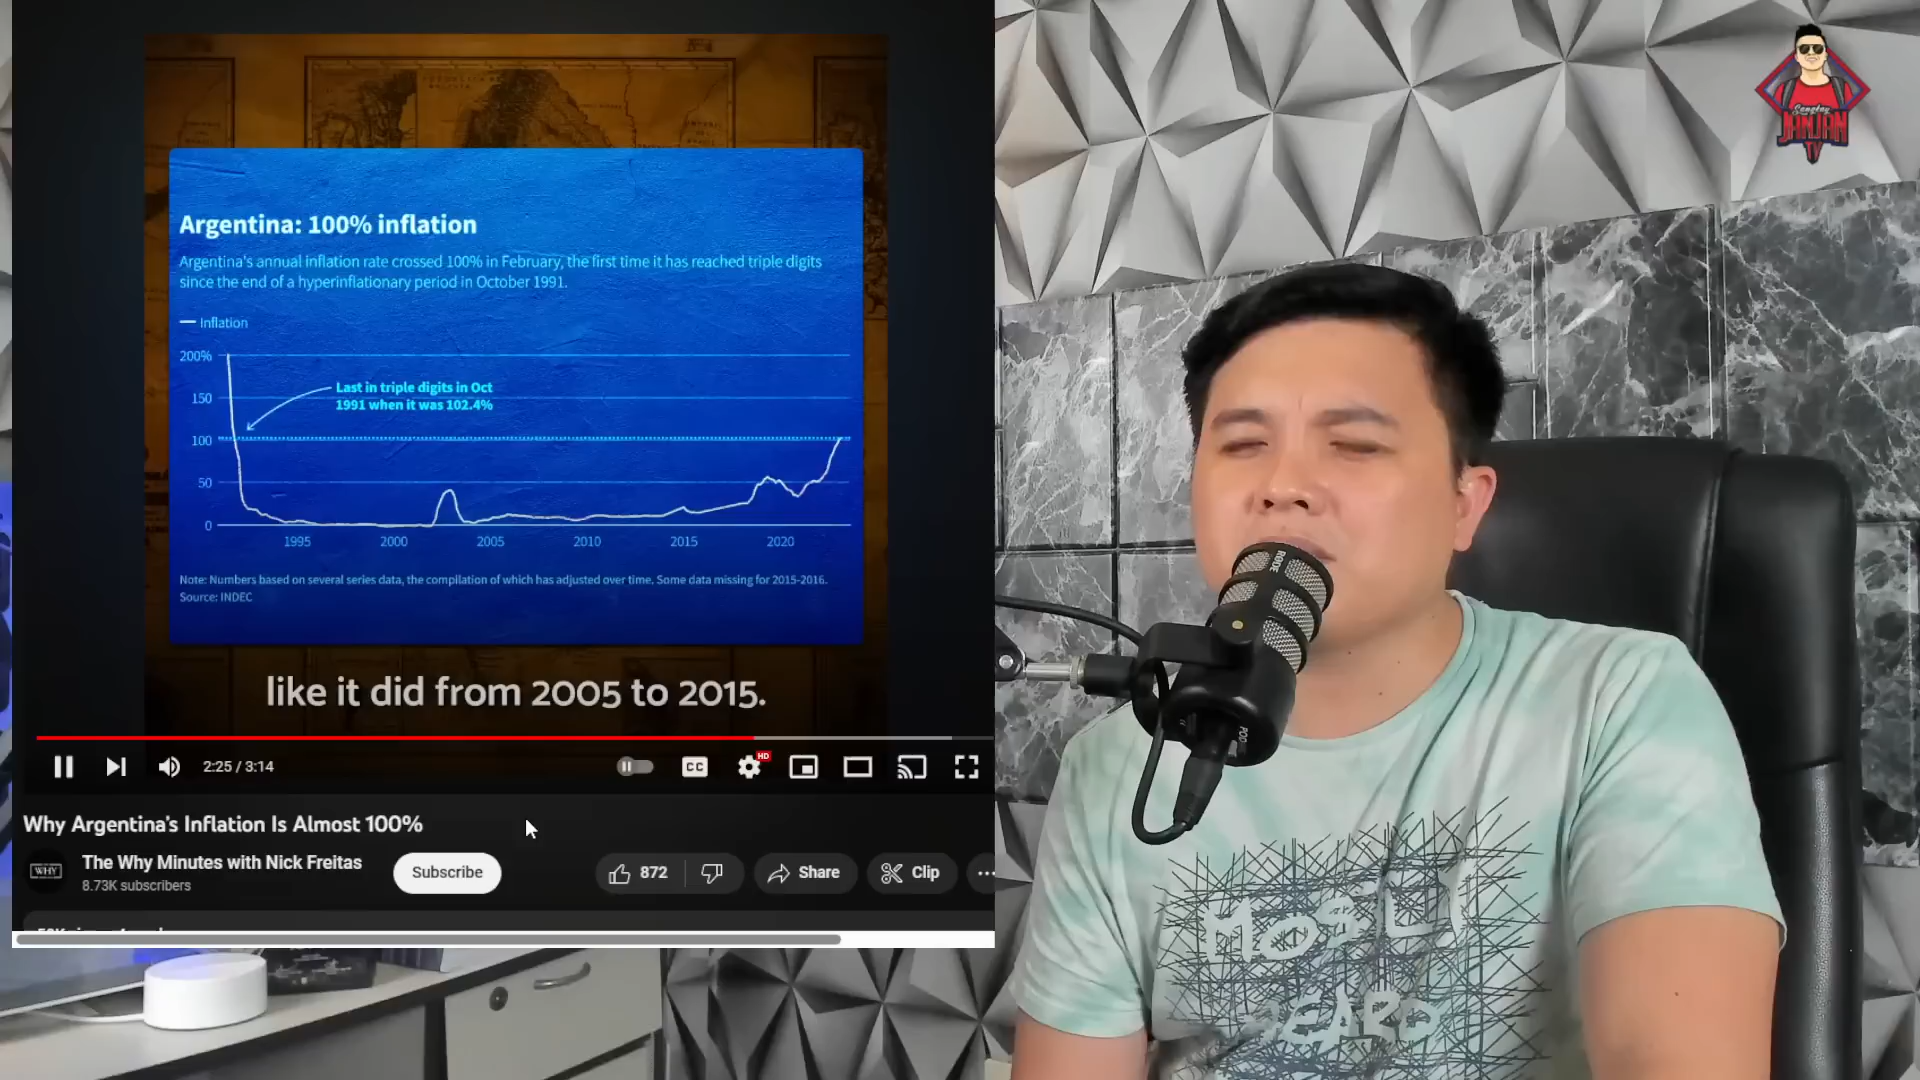 Argentina: 100% inflation
Argentina's annual inflation rate crossed 100% in February, the first time it has reached triple digits
since the end of a hyperinflationary period in October 1991.
Inflation
200%
150
100
50
0
Last in triple digits in Oct
1991 when it was 102.4%
1995 2000 2005 2010 2015 2020
Note: Numbers based on several series data, the compilation of which has adjusted over time. Some data missing for 2015-2016.
Source: INDEC
like it did from 2005 to 2015.
2:25 / 3:14
CC
HD
Why Argentina's Inflation Is Almost 100%
WHY
The Why Minutes with Nick Freitas
8.73K subscribers
Subscribe
872
Share
Clip
Sangkay
JANJAN
TV
RØDE
POD